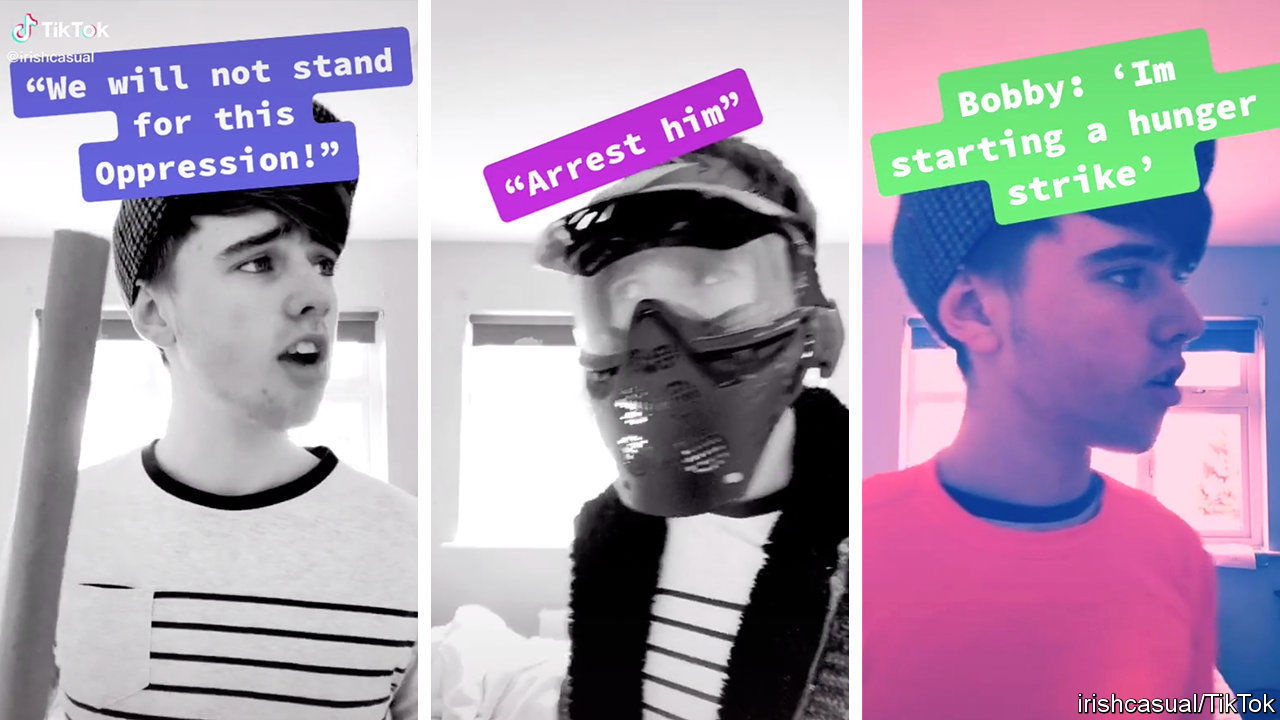 TikTok
@irishcasual
“We will not stand
for this
Oppression!”
“Arrest him”
Bobby: ‘Im
starting a hunger
strike’
irishcasual/TikTok